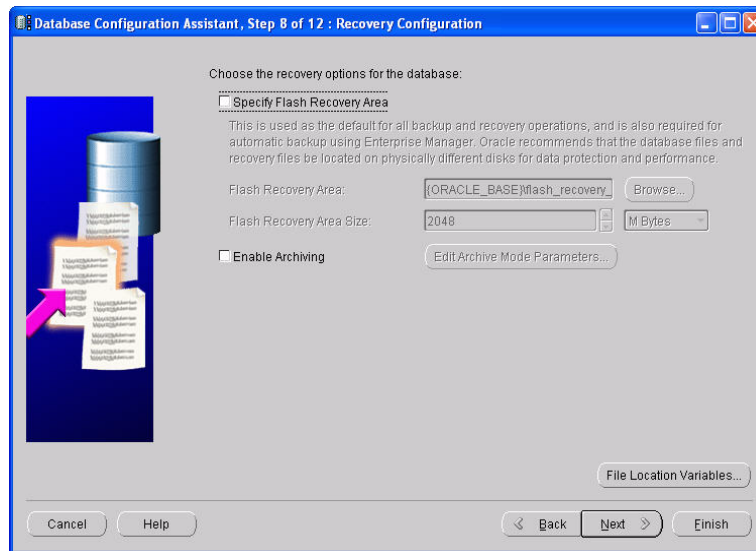 Database Configuration Assistant, Step 8 of 12 : Recovery Configuration
Choose the recovery options for the database:
Specify Flash Recovery Area
This is used as the default for all backup and recovery operations, and is also required for
automatic backup using Enterprise Manager. Oracle recommends that the database files and
recovery files be located on physically different disks for data protection and performance.
Flash Recovery Area: {ORACLE_BASE}\flash_recovery_ Browse...
Flash Recovery Area Size: 2048 M Bytes
Enable Archiving Edit Archive Mode Parameters...
File Location Variables...
Cancel Help Back Next Finish